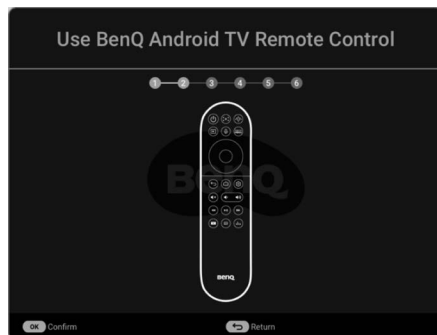 Use BenQ Android TV Remote Control
1 2 3 4 5 6
BenQ
BenQ
OK Confirm
Return